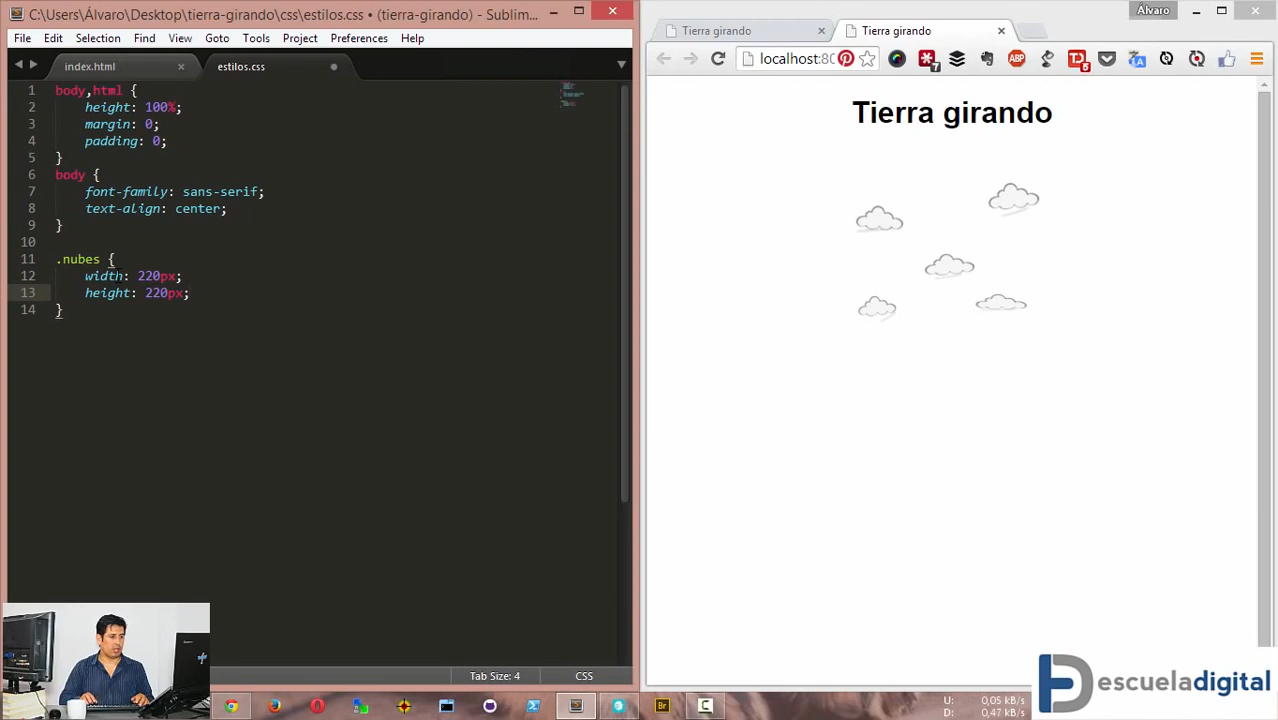 C:\Users\Álvaro\Desktop\tierra-girando\css\estilos.css • (tierra-girando) - Sublim...
File Edit Selection Find View Goto Tools Project Preferences Help
index.html × estilos.css
1 body,html {
2 height: 100%;
3 margin: 0;
4 padding: 0;
5 }
6 body {
7 font-family: sans-serif;
8 text-align: center;
9 }
10
11 .nubes {
12 width: 220px;
13 height: 220px;
14 }
Tab Size: 4 CSS
Álvaro
Tierra girando × Tierra girando ×
localhost:80
7
5
Tierra girando
Br
U: 0,05 kB/s
D: 0,47 kB/s
escueladigital